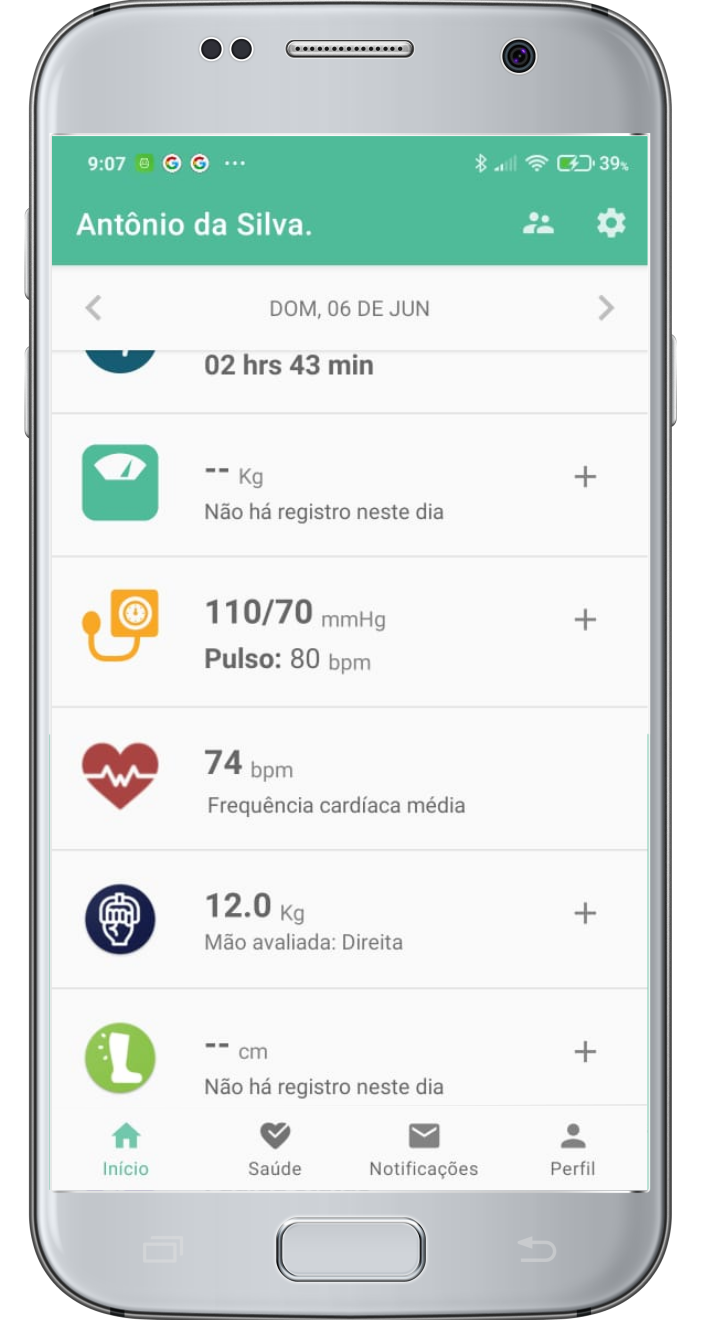 9:07
39%
Antônio da Silva.
DOM, 06 DE JUN
02 hrs 43 min
-- Kg
Não há registro neste dia
110/70 mmHg
Pulso: 80 bpm
74 bpm
Frequência cardíaca média
12.0 Kg
Mão avaliada: Direita
-- cm
Não há registro neste dia
Início
Saúde
Notificações
Perfil